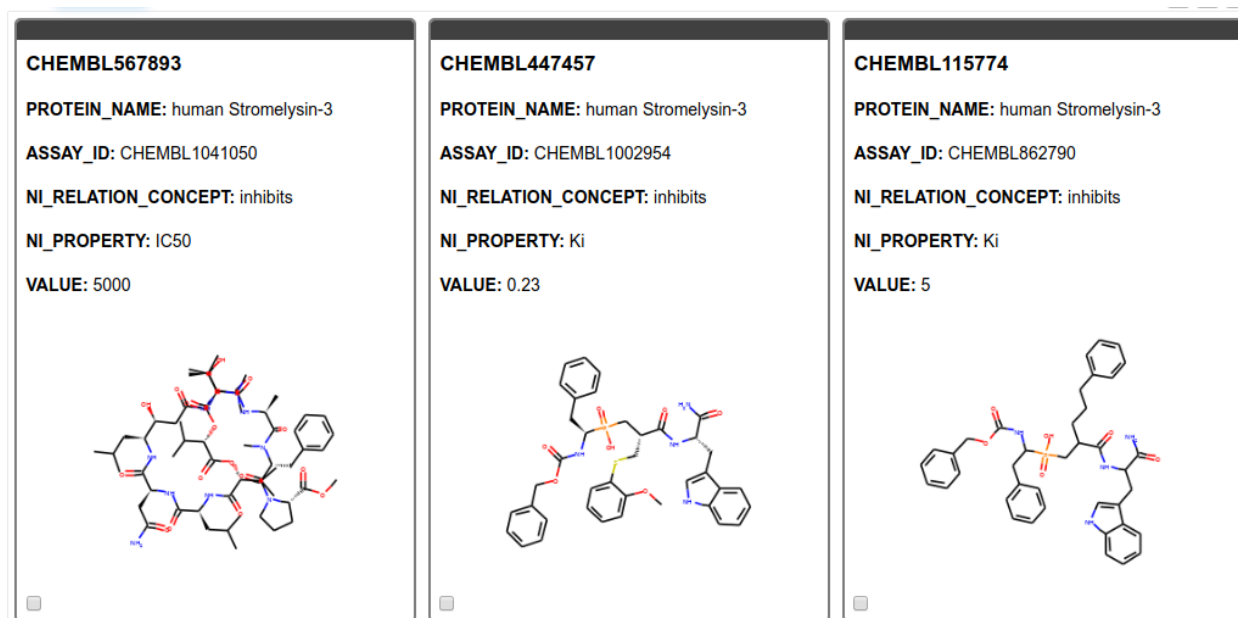 CHEMBL567893
PROTEIN_NAME: human Stromelysin-3
ASSAY_ID: CHEMBL1041050
NI_RELATION_CONCEPT: inhibits
NI_PROPERTY: IC50
VALUE: 5000
CHEMBL447457
PROTEIN_NAME: human Stromelysin-3
ASSAY_ID: CHEMBL1002954
NI_RELATION_CONCEPT: inhibits
NI_PROPERTY: Ki
VALUE: 0.23
CHEMBL115774
PROTEIN_NAME: human Stromelysin-3
ASSAY_ID: CHEMBL862790
NI_RELATION_CONCEPT: inhibits
NI_PROPERTY: Ki
VALUE: 5